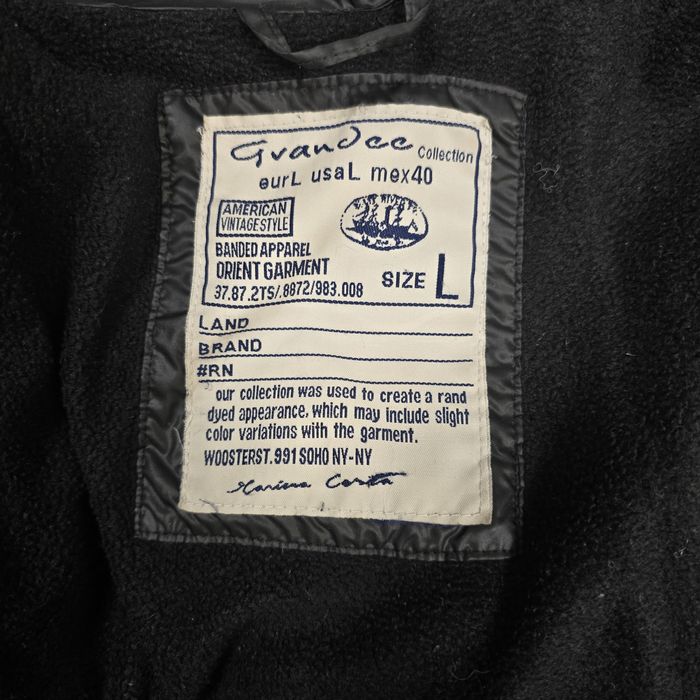 Grandee Collection
eurL usaL mex40
AMERICAN
VINTAGESTYLE
BANDED APPAREL
ORIENT GARMENT
37.87.2TS/.8872/983.008
SIZE L
LAND
BRAND
#RN
our collection was used to create a rand
dyed appearance, which may include slight
color variations with the garment.
WOOSTERST.991 SOHO NY-NY